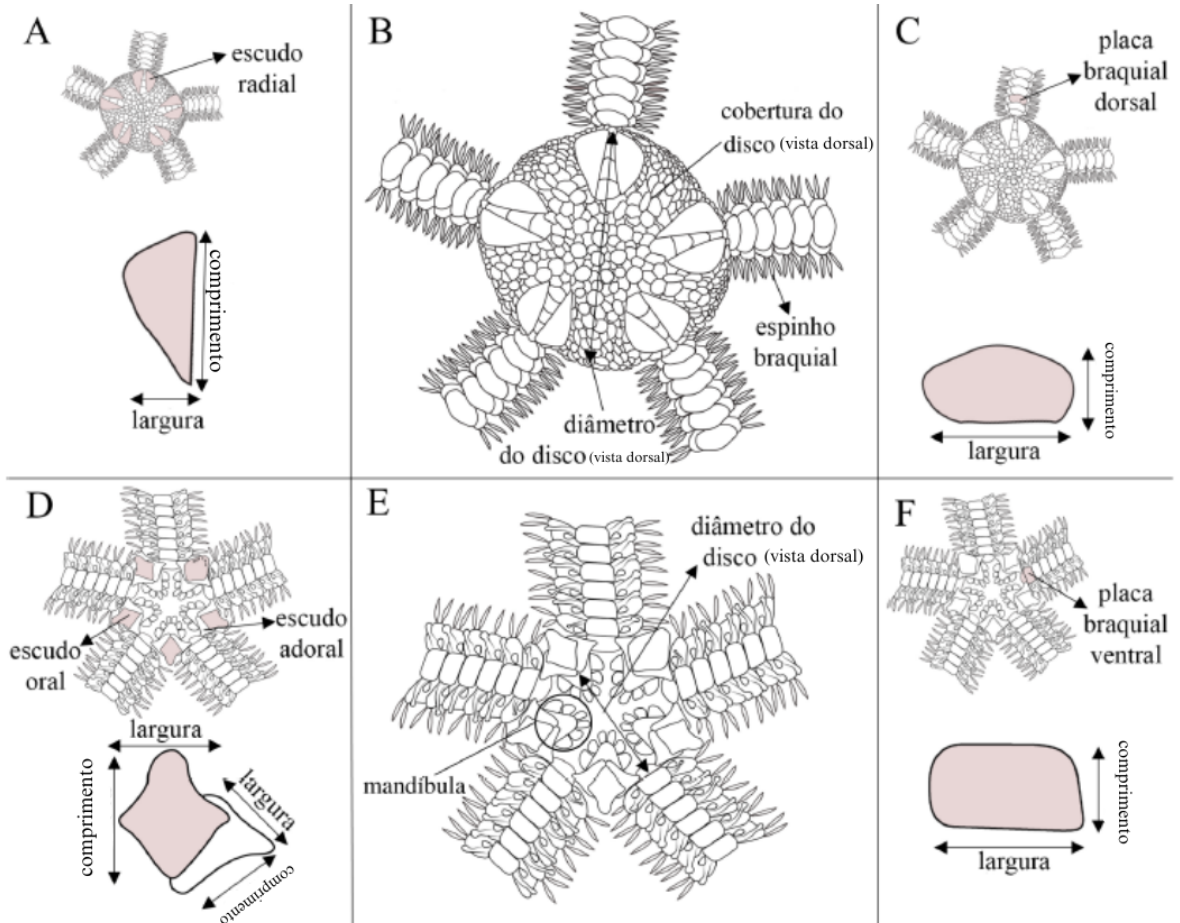 A
escudo
radial
comprimento
largura
B
cobertura do
disco (vista dorsal)
espinho
braquial
diâmetro
do disco (vista dorsal)
C
placa
braquial
dorsal
comprimento
largura
D
escudo
oral
escudo
adoral
largura
comprimento
largura
comprimento
E
diâmetro do
disco (vista dorsal)
mandíbula
F
placa
braquial
ventral
comprimento
largura